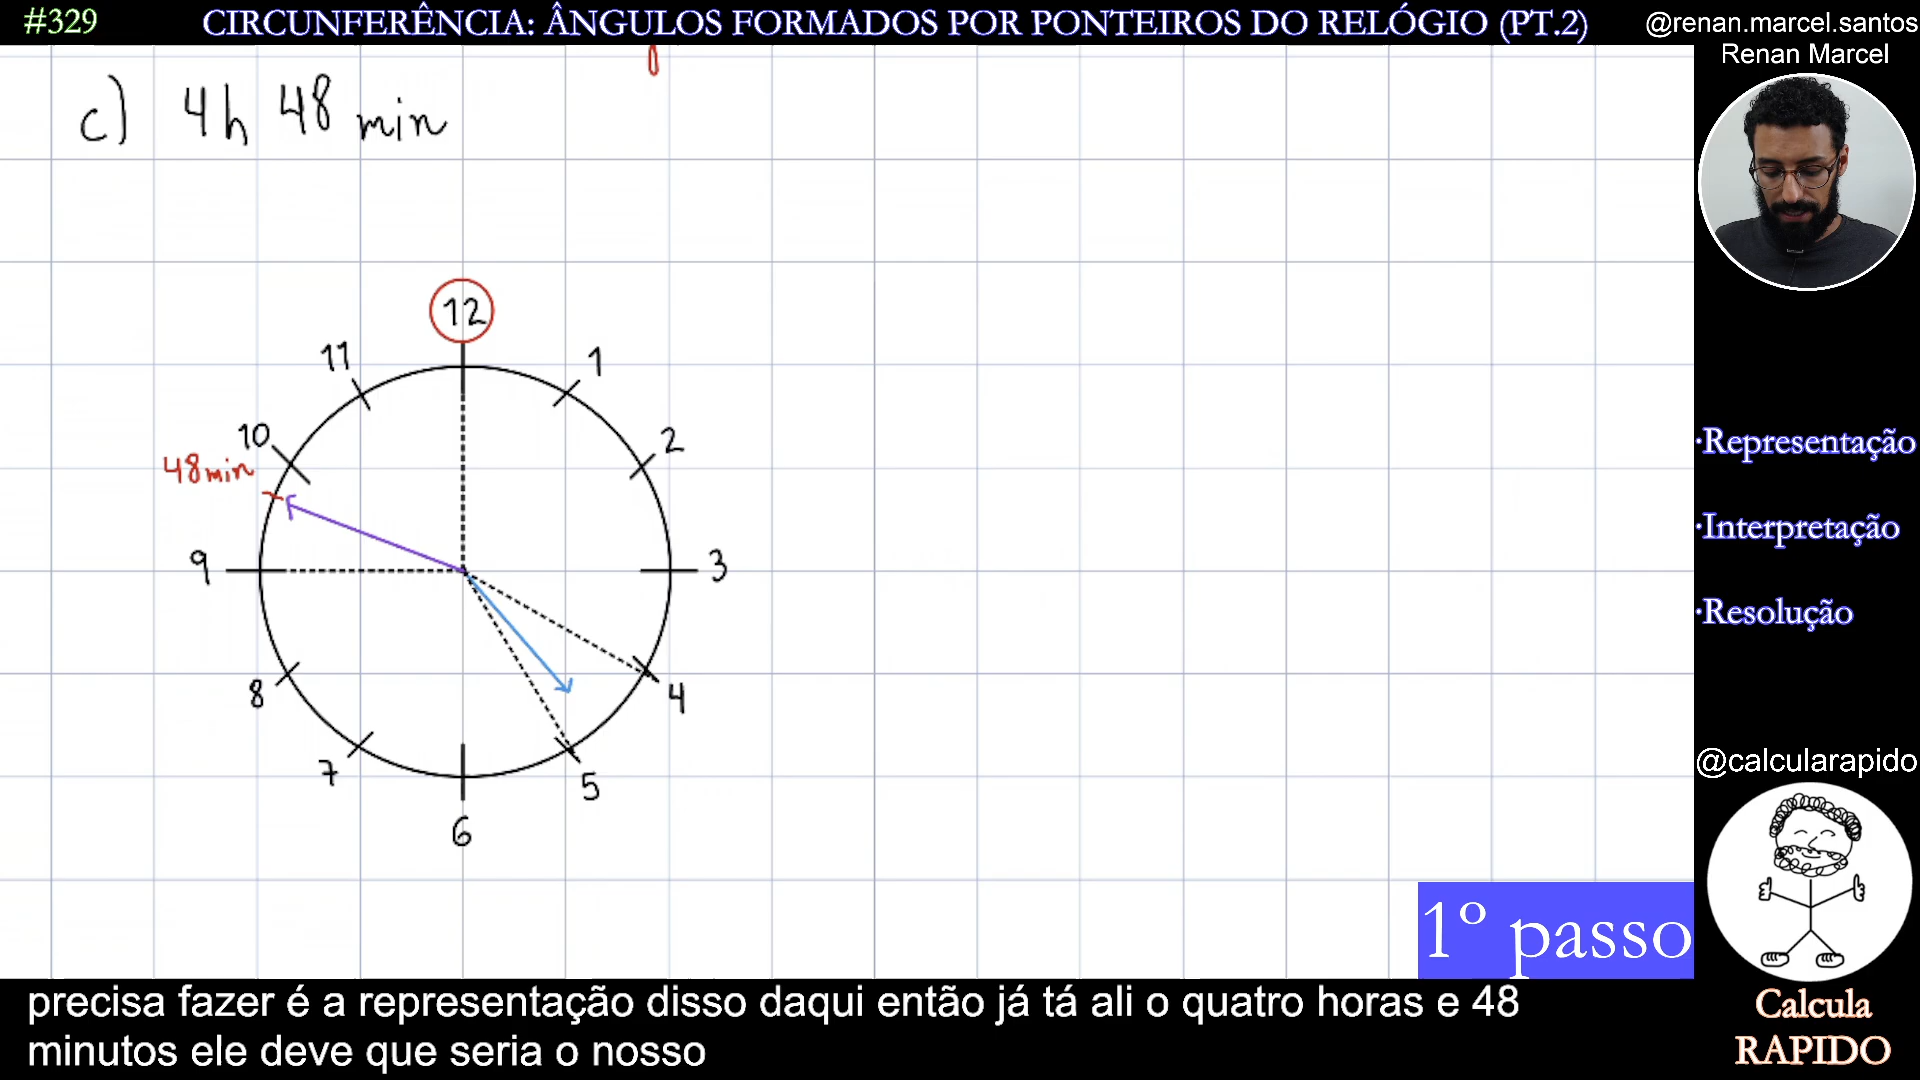 #329 CIRCUNFERÊNCIA: ÂNGULOS FORMADOS POR PONTEIROS DO RELÓGIO (PT.2) @renan.marcel.santos
Renan Marcel
c) 4h 48 min
12
11 1
10 2
48min
9 3
8 4
7 5
6
·Representação
·Interpretação
·Resolução
@calcularapido
1º passo
Calcula
RAPIDO
precisa fazer é a representação disso daqui então já tá ali o quatro horas e 48
minutos ele deve que seria o nosso